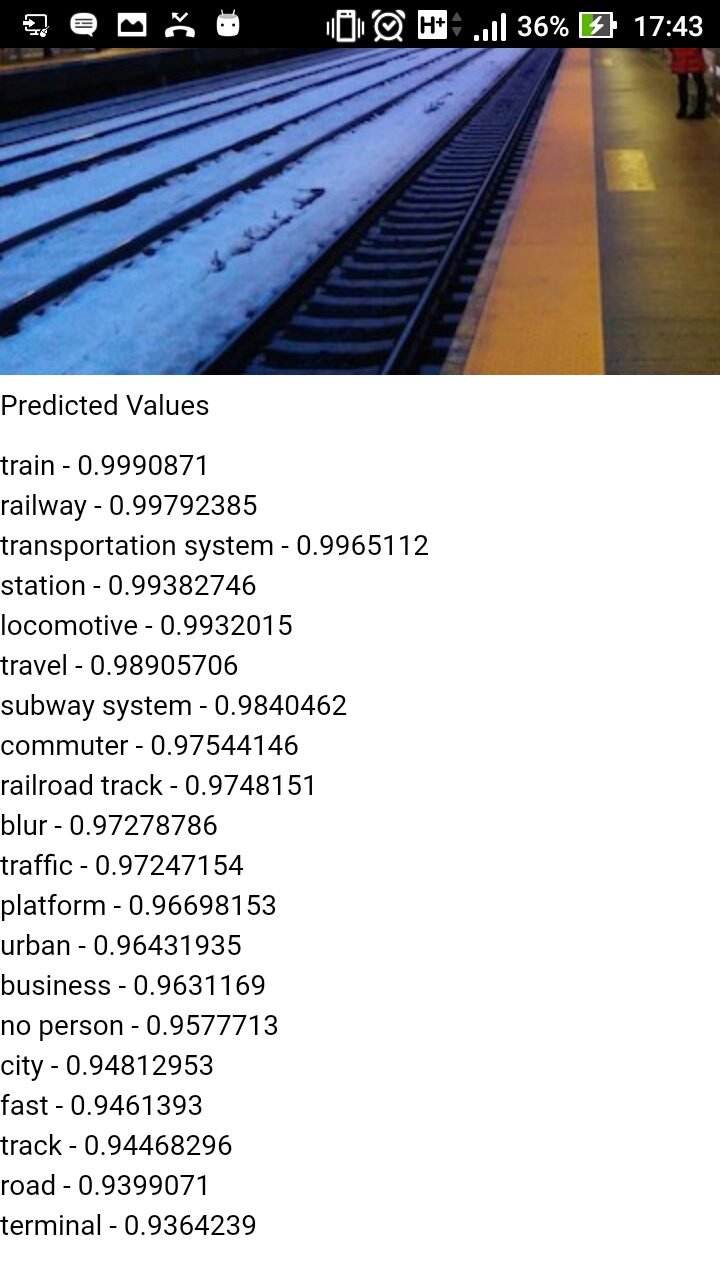 H+ 36% 17:43
Predicted Values
train - 0.9990871
railway - 0.99792385
transportation system - 0.9965112
station - 0.99382746
locomotive - 0.9932015
travel - 0.98905706
subway system - 0.9840462
commuter - 0.97544146
railroad track - 0.9748151
blur - 0.97278786
traffic - 0.97247154
platform - 0.96698153
urban - 0.96431935
business - 0.9631169
no person - 0.9577713
city - 0.94812953
fast - 0.9461393
track - 0.94468296
road - 0.9399071
terminal - 0.9364239